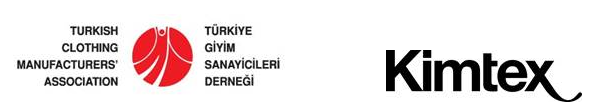 TURKISH
CLOTHING
MANUFACTURERS'
ASSOCIATION
TÜRKİYE
GİYİM
SANAYİCİLERİ
DERNEĞİ
Kimtex